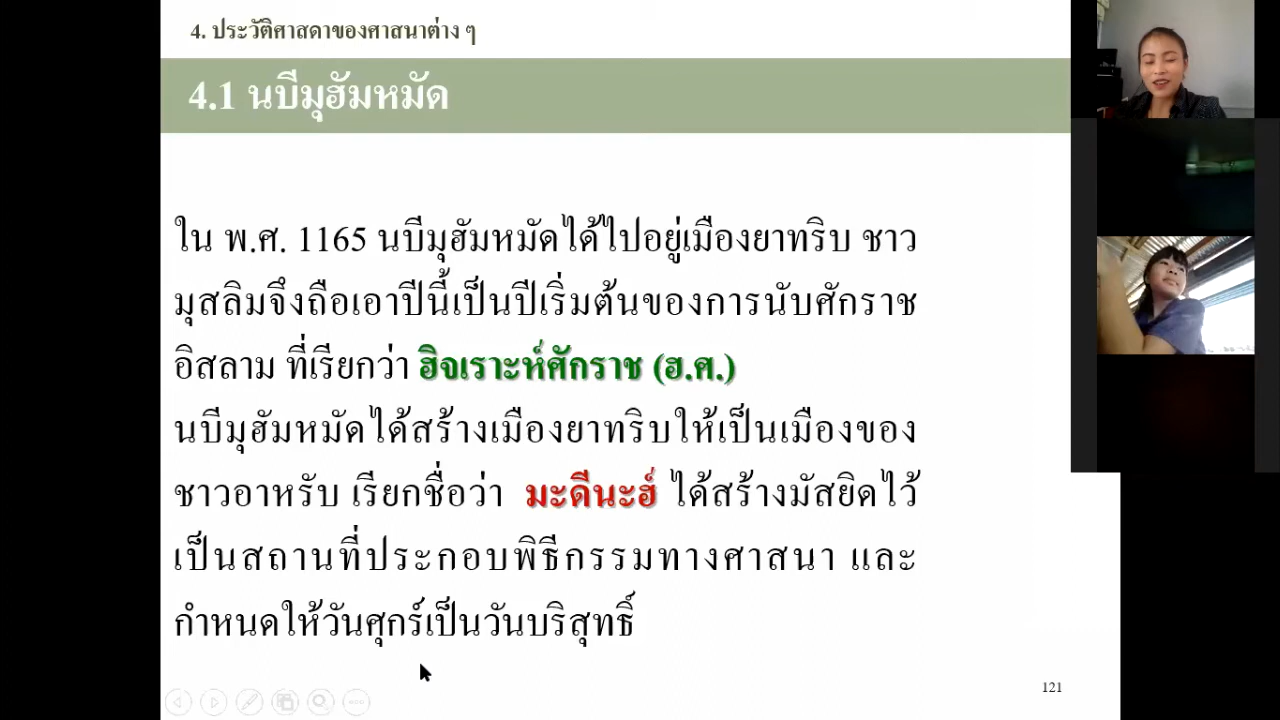 4. ประวัติศาสดาของศาสนาต่าง ๆ
4.1 นบีมุฮัมหมัด
ใน พ.ศ. 1165 นบีมุฮัมหมัดได้ไปอยู่เมืองยาทริบ ชาว
มุสลิมจึงถือเอาปีนี้เป็นปีเริ่มต้นของการนับศักราช
อิสลาม ที่เรียกว่า ฮิจเราะห์ศักราช (ฮ.ศ.)
นบีมุฮัมหมัดได้สร้างเมืองยาทริบให้เป็นเมืองของ
ชาวอาหรับ เรียกชื่อว่า มะดีนะฮ์ ได้สร้างมัสยิดไว้
เป็นสถานที่ประกอบพิธีกรรมทางศาสนา และ
กำหนดให้วันศุกร์เป็นวันบริสุทธิ์
121